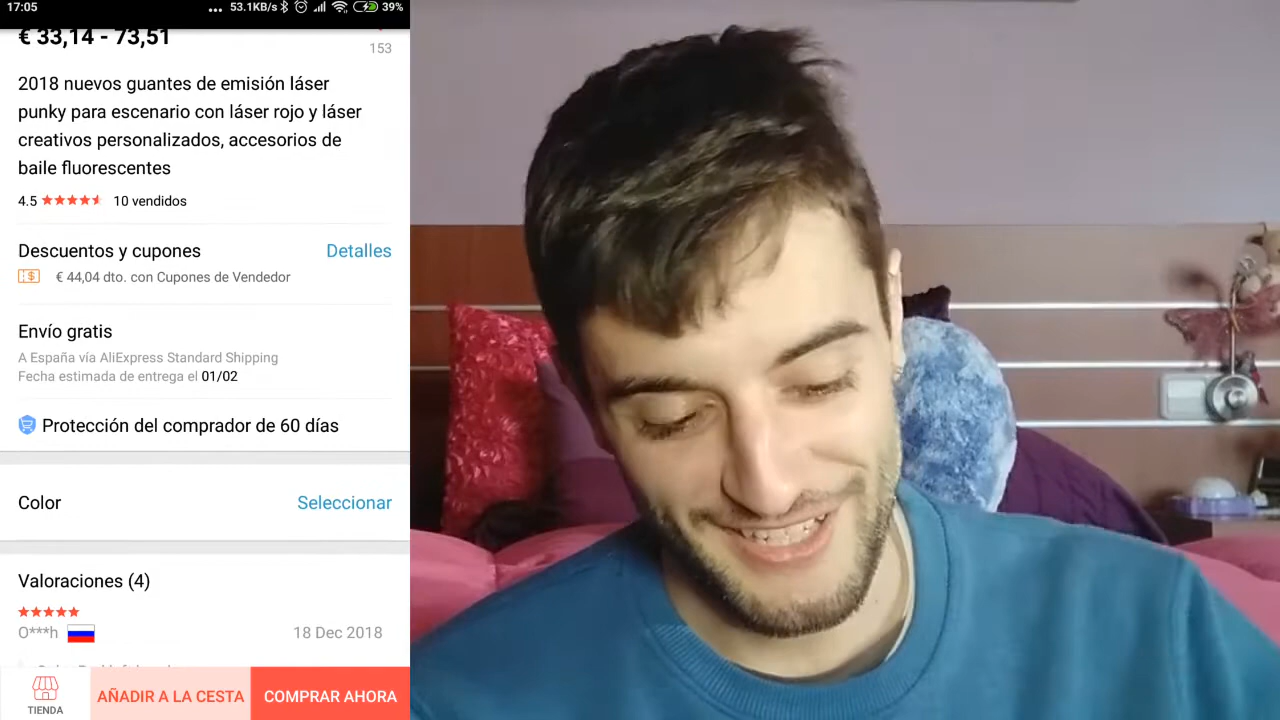 17:05 ... 53.1KB/s 39%
€ 33,14 - 73,51
153
2018 nuevos guantes de emisión láser
punky para escenario con láser rojo y láser
creativos personalizados, accesorios de
baile fluorescentes
4.5 10 vendidos
Descuentos y cupones Detalles
€ 44,04 dto. con Cupones de Vendedor
Envío gratis
A España vía AliExpress Standard Shipping
Fecha estimada de entrega el 01/02
Protección del comprador de 60 días
Color Seleccionar
Valoraciones (4)
O***h 18 Dec 2018
TIENDA AÑADIR A LA CESTA COMPRAR AHORA